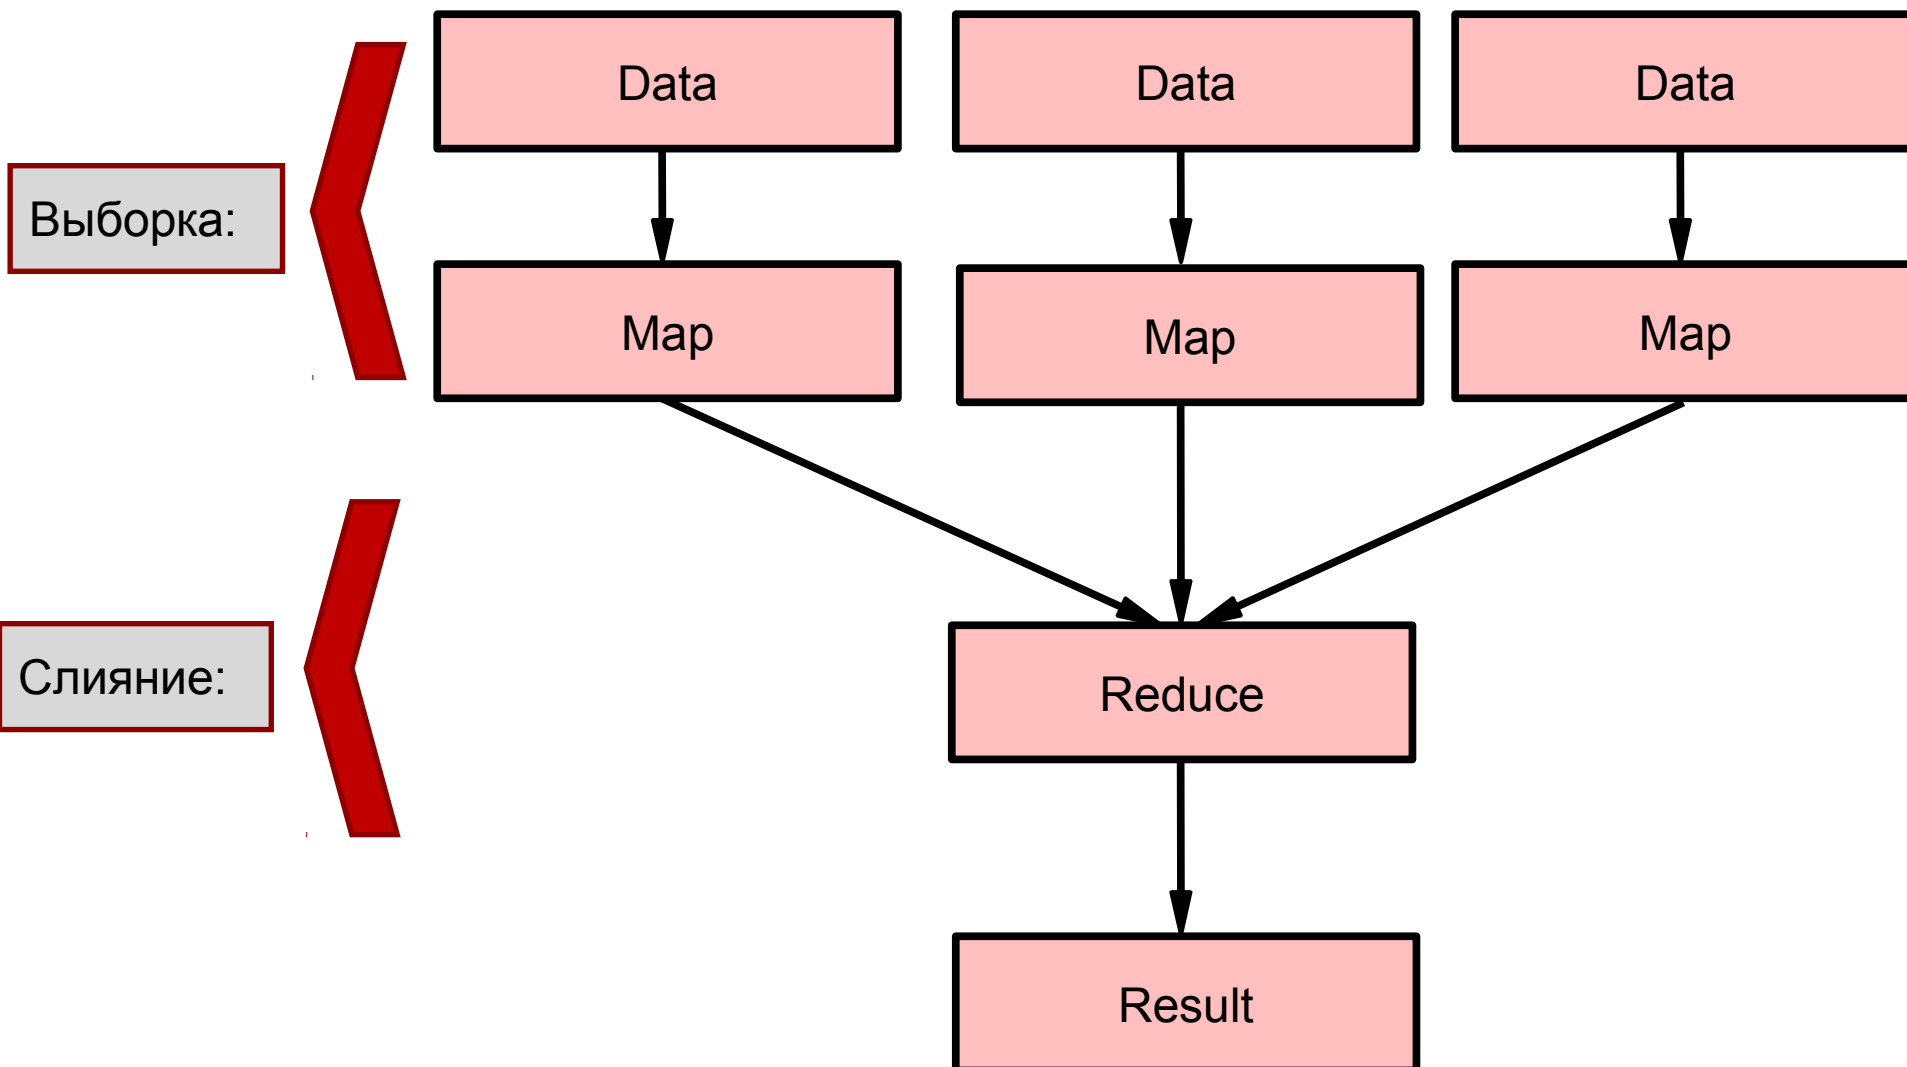 Data
Data
Data
Выборка:
Map
Map
Map
Слияние:
Reduce
Result